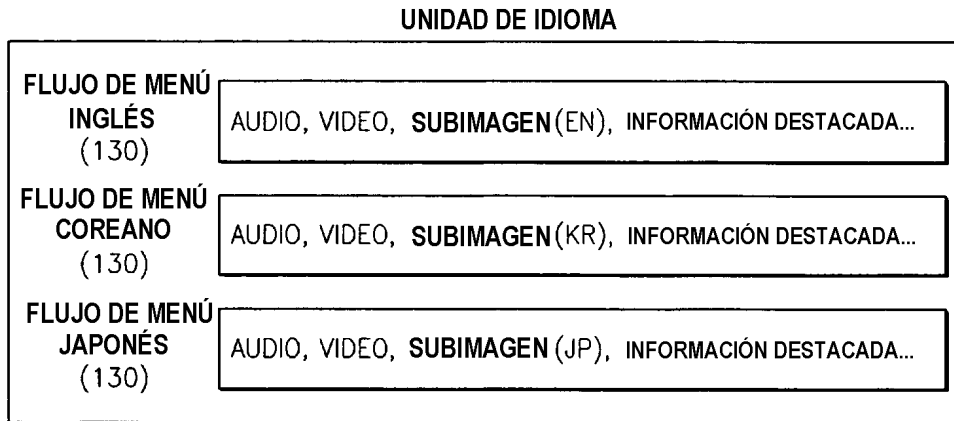 UNIDAD DE IDIOMA
FLUJO DE MENÚ
INGLÉS
(130)
AUDIO, VIDEO, SUBIMAGEN(EN), INFORMACIÓN DESTACADA...
FLUJO DE MENÚ
COREANO
(130)
AUDIO, VIDEO, SUBIMAGEN(KR), INFORMACIÓN DESTACADA...
FLUJO DE MENÚ
JAPONÉS
(130)
AUDIO, VIDEO, SUBIMAGEN (JP), INFORMACIÓN DESTACADA...